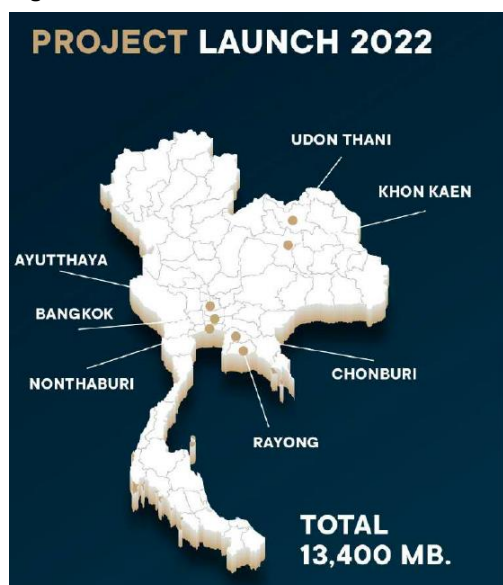 PROJECT LAUNCH 2022
UDON THANI
KHON KAEN
AYUTTHAYA
BANGKOK
NONTHABURI
CHONBURI
RAYONG
TOTAL
13,400 MB.